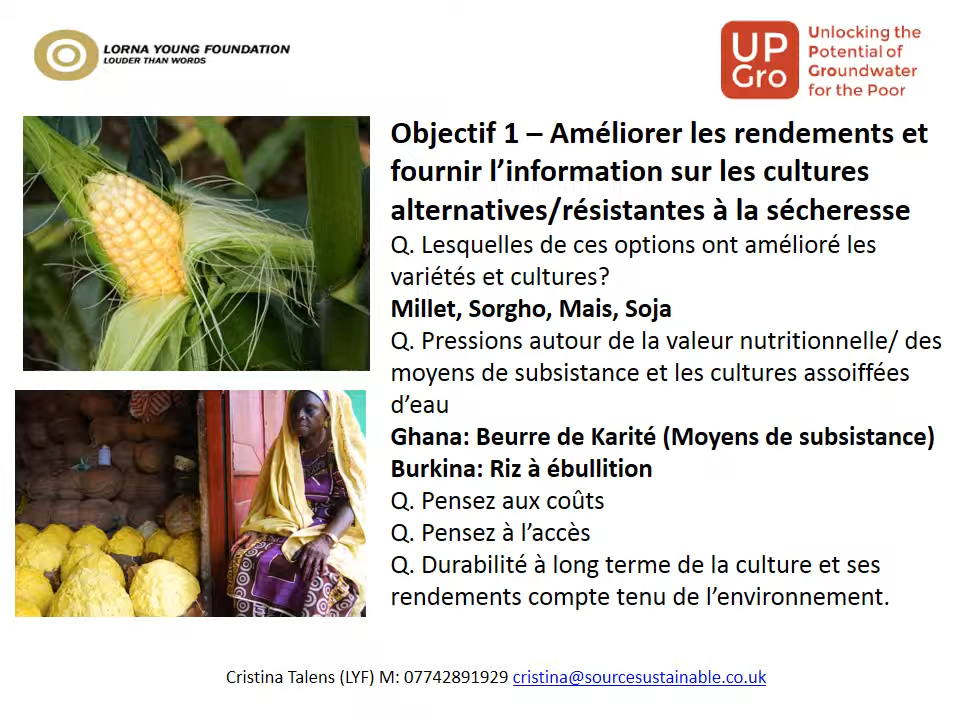 LORNA YOUNG FOUNDATION
LOUDER THAN WORDS
UP
Gro
Unlocking the
Potential of
Groundwater
for the Poor
Objectif 1 – Améliorer les rendements et
fournir l’information sur les cultures
alternatives/résistantes à la sécheresse
Q. Lesquelles de ces options ont amélioré les
variétés et cultures?
Millet, Sorgho, Mais, Soja
Q. Pressions autour de la valeur nutritionnelle/ des
moyens de subsistance et les cultures assoiffées
d’eau
Ghana: Beurre de Karité (Moyens de subsistance)
Burkina: Riz à ébullition
Q. Pensez aux coûts
Q. Pensez à l’accès
Q. Durabilité à long terme de la culture et ses
rendements compte tenu de l’environnement.
Cristina Talens (LYF) M: 07742891929 cristina@sourcesustainable.co.uk